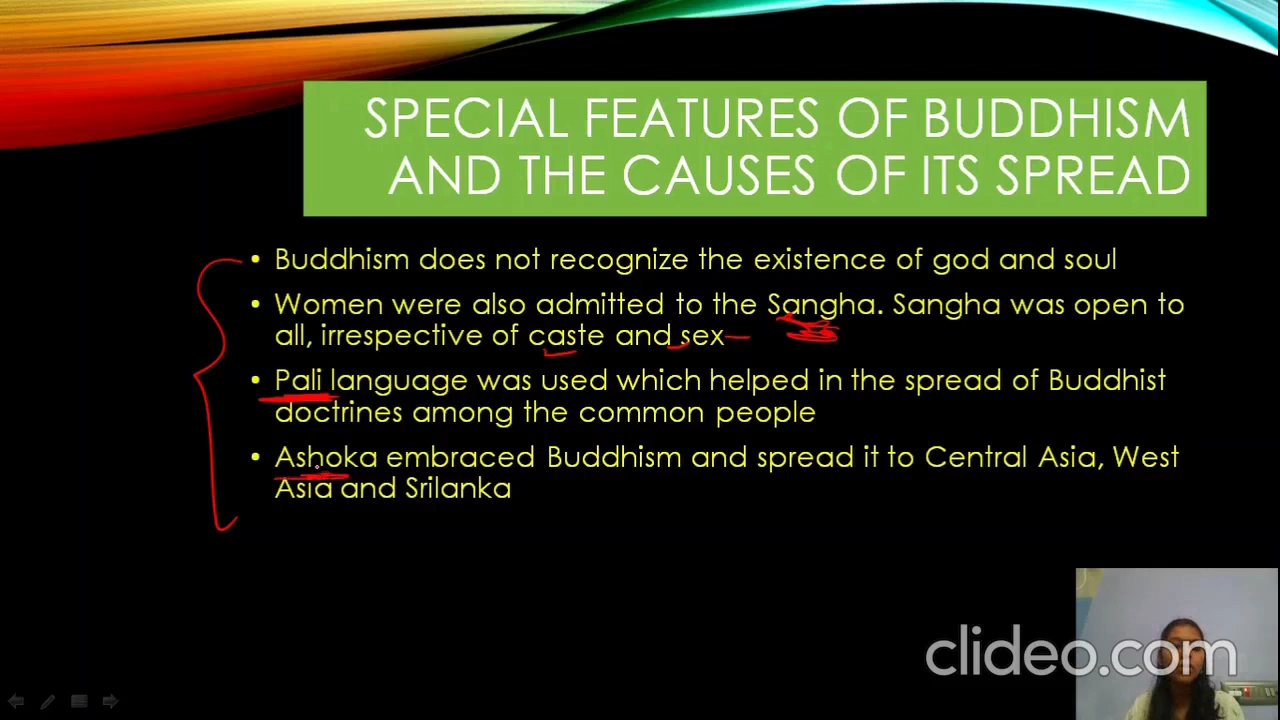 SPECIAL FEATURES OF BUDDHISM
AND THE CAUSES OF ITS SPREAD
• Buddhism does not recognize the existence of god and soul
• Women were also admitted to the Sangha. Sangha was open to
all, irrespective of caste and sex
• Pali language was used which helped in the spread of Buddhist
doctrines among the common people
• Ashoka embraced Buddhism and spread it to Central Asia, West
Asia and Srilanka
clideo.com